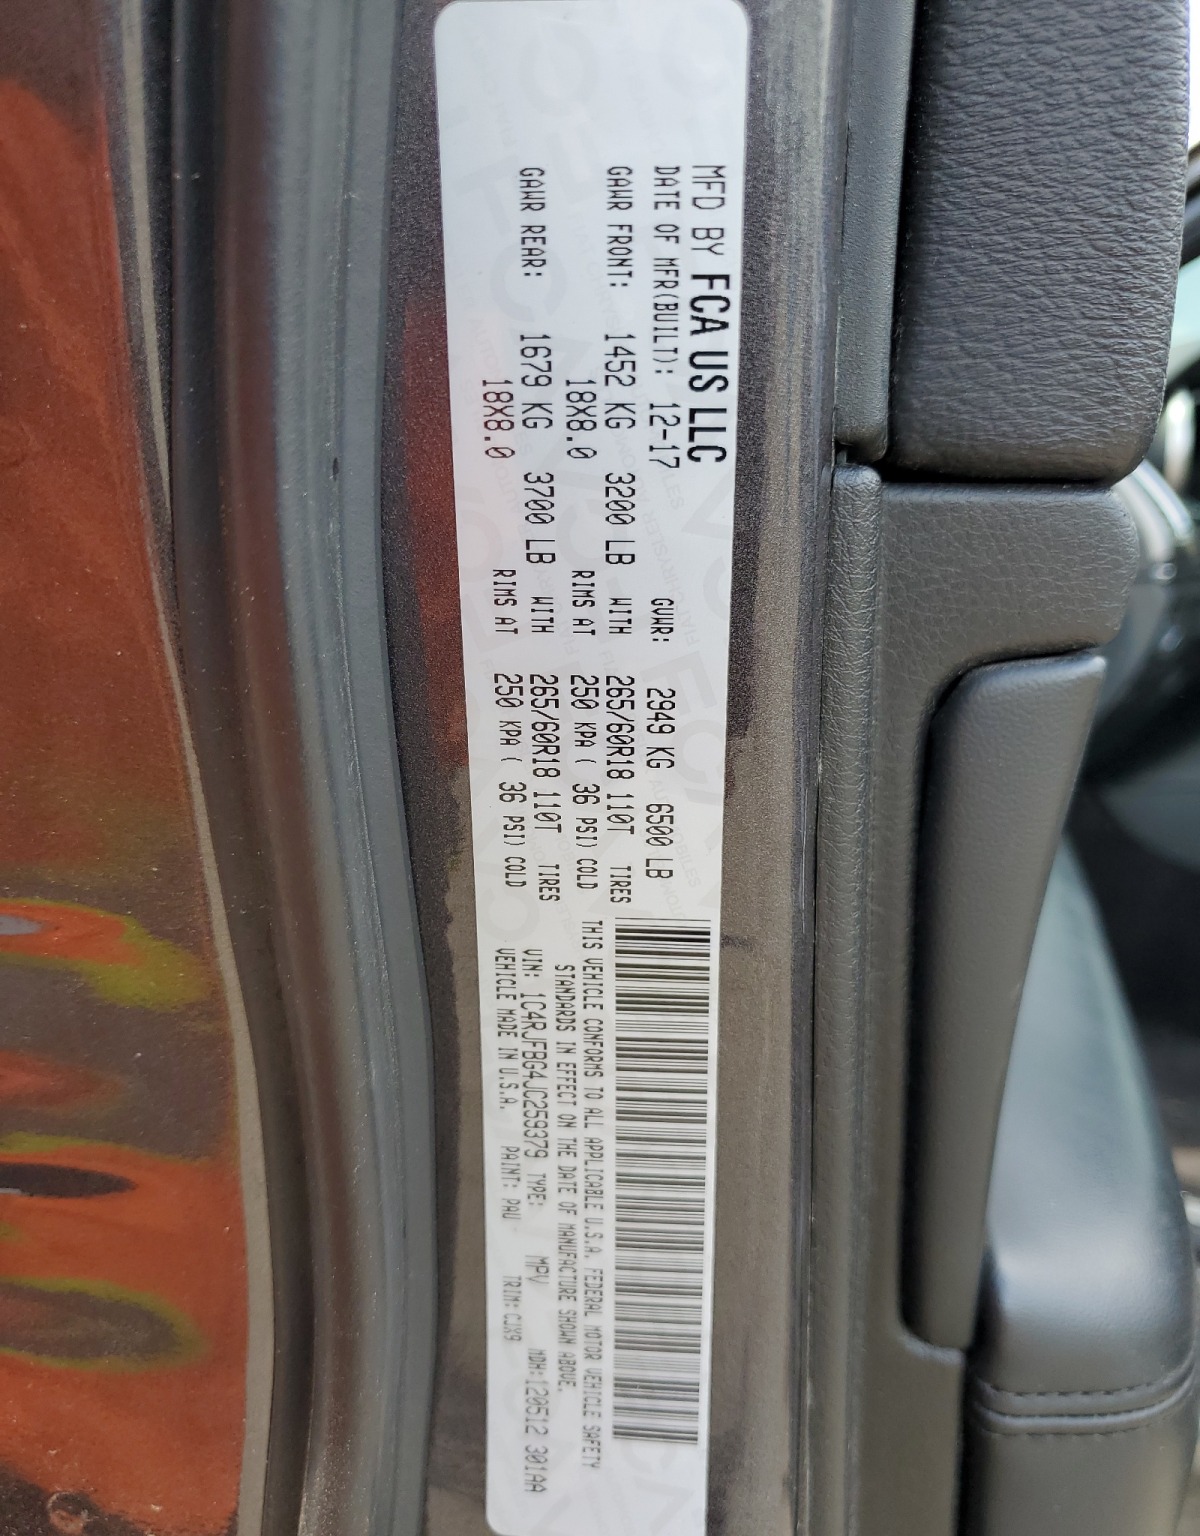 MFD BY FCA US LLC
DATE OF MFR(BUILT): 12-17 GVWR: 2949 KG 6500 LB
GAWR FRONT: 1452 KG 3200 LB WITH 265/60R18 110T TIRES
18X8.0 RIMS AT 250 KPA ( 36 PSI) COLD
GAWR REAR: 1679 KG 3700 LB WITH 265/60R18 110T TIRES
18X8.0 RIMS AT 250 KPA ( 36 PSI) COLD
THIS VEHICLE CONFORMS TO ALL APPLICABLE U.S.A. FEDERAL MOTOR VEHICLE SAFETY
STANDARDS IN EFFECT ON THE DATE OF MANUFACTURE SHOWN ABOVE.
VIN: 1C4RJFBG4JC259379 TYPE: MPV MDH:120512 301AA
VEHICLE MADE IN U.S.A. PAINT: PAU TRIM: CJX9